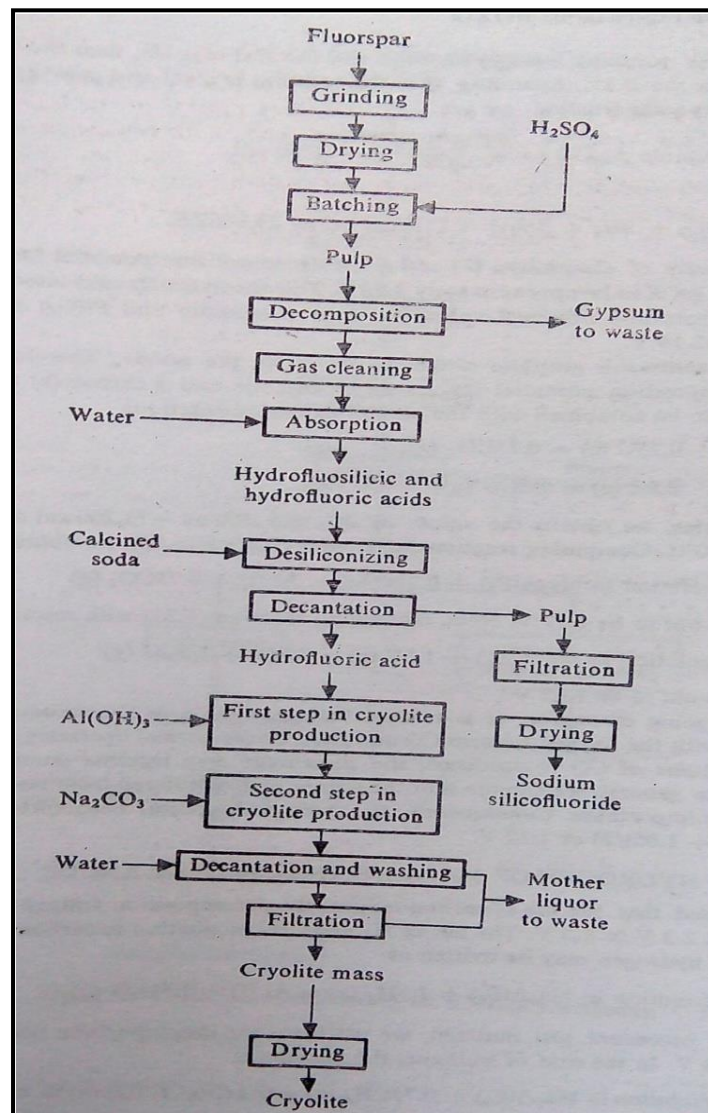 Fluorspar
Grinding
H₂SO₄
Drying
Batching
Pulp
Decomposition
Gypsum
to waste
Gas cleaning
Water
Absorption
Hydrofluosilicic and
hydrofluoric acids
Calcined
soda
Desiliconizing
Decantation
Pulp
Hydrofluoric acid
Filtration
Al(OH)₃
First step in cryolite
production
Drying
Na₂CO₃
Second step in
cryolite production
Sodium
silicofluoride
Water
Decantation and washing
Mother
liquor
to waste
Filtration
Cryolite mass
Drying
Cryolite